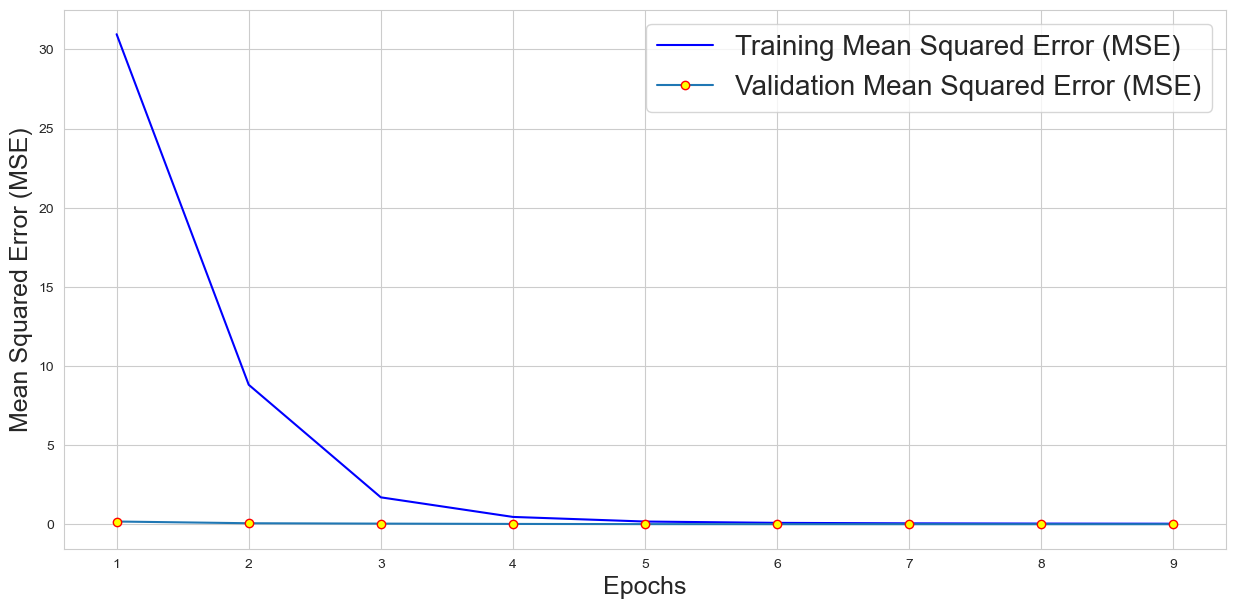 Training Mean Squared Error (MSE)
Validation Mean Squared Error (MSE)
Mean Squared Error (MSE)
30
25
20
15
10
5
0
1 2 3 4 5 6 7 8 9
Epochs